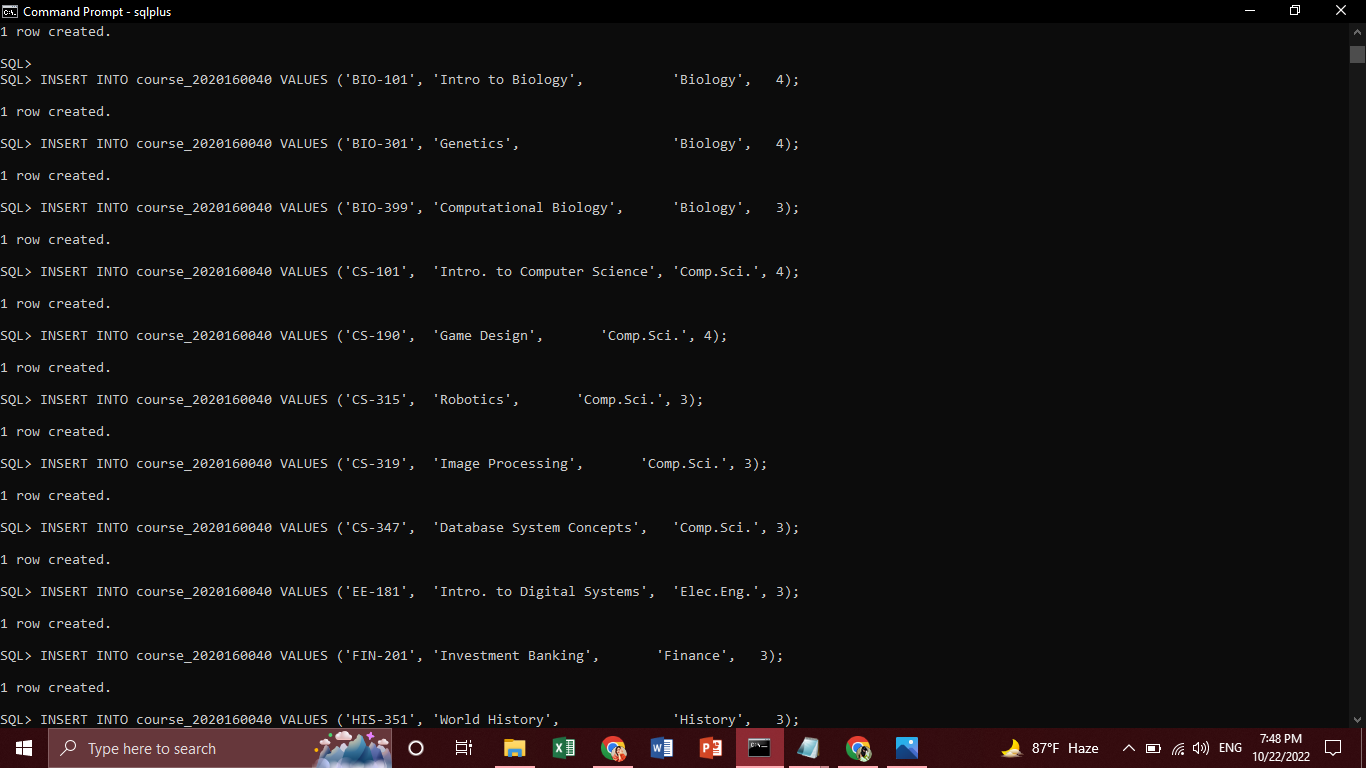 Command Prompt - sqlplus
1 row created.
SQL>
SQL> INSERT INTO course_2020160040 VALUES ('BIO-101', 'Intro to Biology',           'Biology',   4);
1 row created.
SQL> INSERT INTO course_2020160040 VALUES ('BIO-301', 'Genetics',                   'Biology',   4);
1 row created.
SQL> INSERT INTO course_2020160040 VALUES ('BIO-399', 'Computational Biology',      'Biology',   3);
1 row created.
SQL> INSERT INTO course_2020160040 VALUES ('CS-101',  'Intro. to Computer Science', 'Comp.Sci.', 4);
1 row created.
SQL> INSERT INTO course_2020160040 VALUES ('CS-190',  'Game Design',       'Comp.Sci.', 4);
1 row created.
SQL> INSERT INTO course_2020160040 VALUES ('CS-315',  'Robotics',       'Comp.Sci.', 3);
1 row created.
SQL> INSERT INTO course_2020160040 VALUES ('CS-319',  'Image Processing',       'Comp.Sci.', 3);
1 row created.
SQL> INSERT INTO course_2020160040 VALUES ('CS-347',  'Database System Concepts',   'Comp.Sci.', 3);
1 row created.
SQL> INSERT INTO course_2020160040 VALUES ('EE-181',  'Intro. to Digital Systems',  'Elec.Eng.', 3);
1 row created.
SQL> INSERT INTO course_2020160040 VALUES ('FIN-201', 'Investment Banking',       'Finance',   3);
1 row created.
SQL> INSERT INTO course_2020160040 VALUES ('HIS-351', 'World History',              'History',   3);
Type here to search
87°F Haze
ENG
7:48 PM
10/22/2022